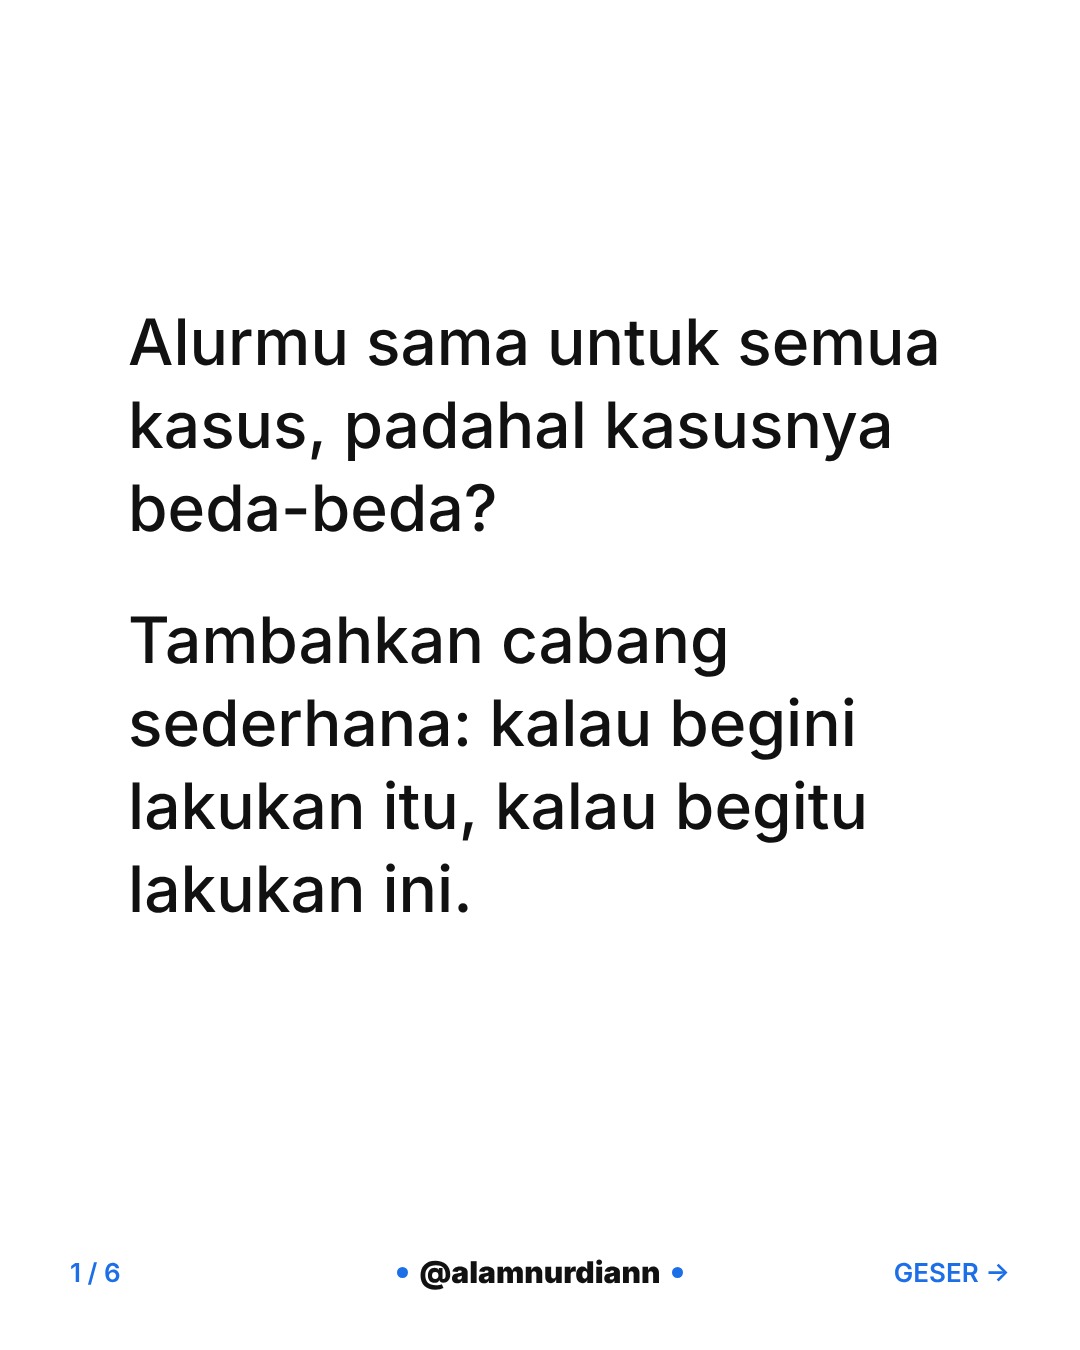 Alurmu sama untuk semua
kasus, padahal kasusnya
beda-beda?
Tambahkan cabang
sederhana: kalau begini
lakukan itu, kalau begitu
lakukan ini.
1 / 6
• @alamnurdiann •
GESER →